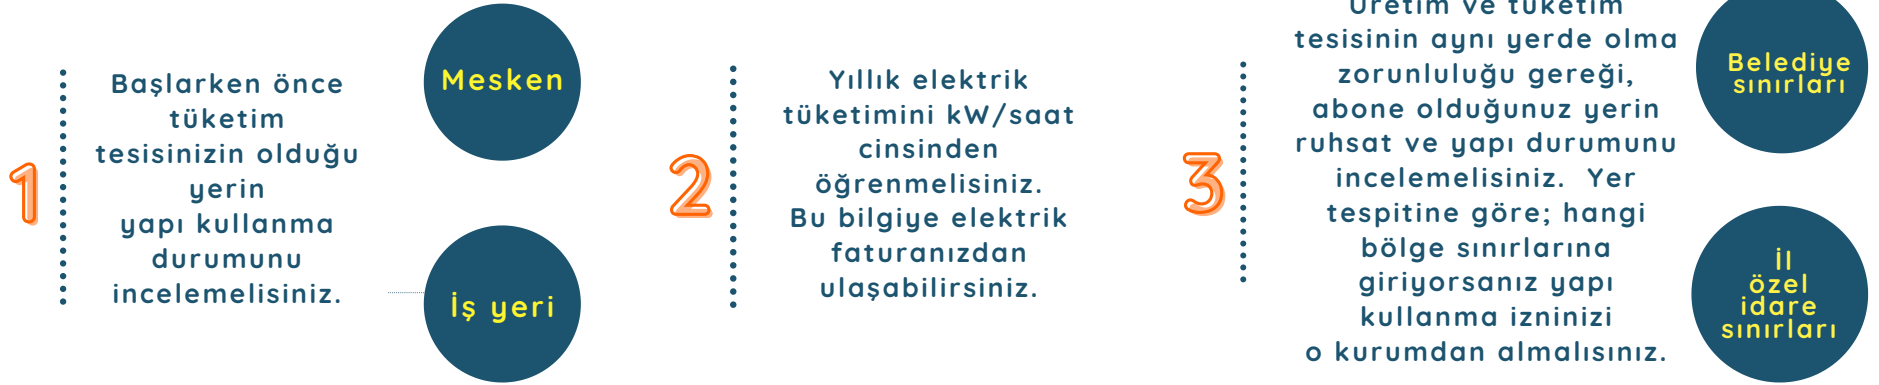 1
Başlarken önce
tüketim
tesisinizin olduğu
yerin
yapı kullanma
durumunu
incelemelisiniz.
Mesken
İş yeri
2
Yıllık elektrik
tüketimini kW/saat
cinsinden
öğrenmelisiniz.
Bu bilgiye elektrik
faturanızdan
ulaşabilirsiniz.
3
Üretim ve tüketim
tesisinin aynı yerde olma
zorunluluğu gereği,
abone olduğunuz yerin
ruhsat ve yapı durumunu
incelemelisiniz. Yer
tespitine göre; hangi
bölge sınırlarına
giriyorsanız yapı
kullanma izninizi
o kurumdan almalısınız.
Belediye
sınırları
İl
özel
idare
sınırları